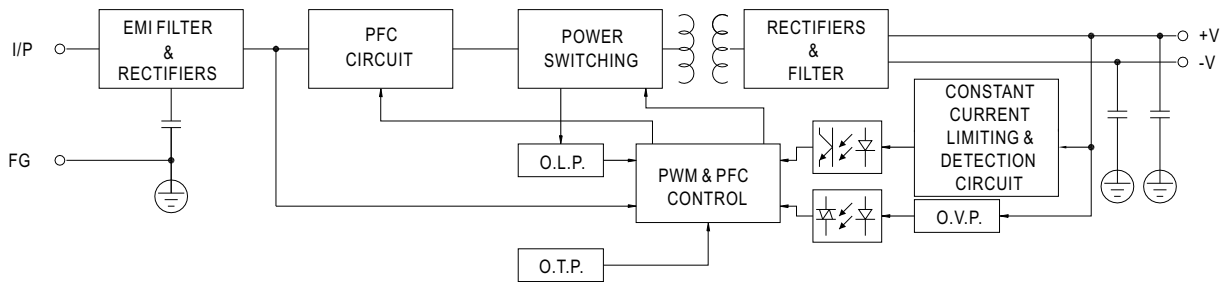 I/P
EMI FILTER
&
RECTIFIERS
PFC
CIRCUIT
POWER
SWITCHING
RECTIFIERS
&
FILTER
+V
-V
CONSTANT
CURRENT
LIMITING &
DETECTION
CIRCUIT
FG
O.L.P.
PWM & PFC
CONTROL
O.V.P.
O.T.P.